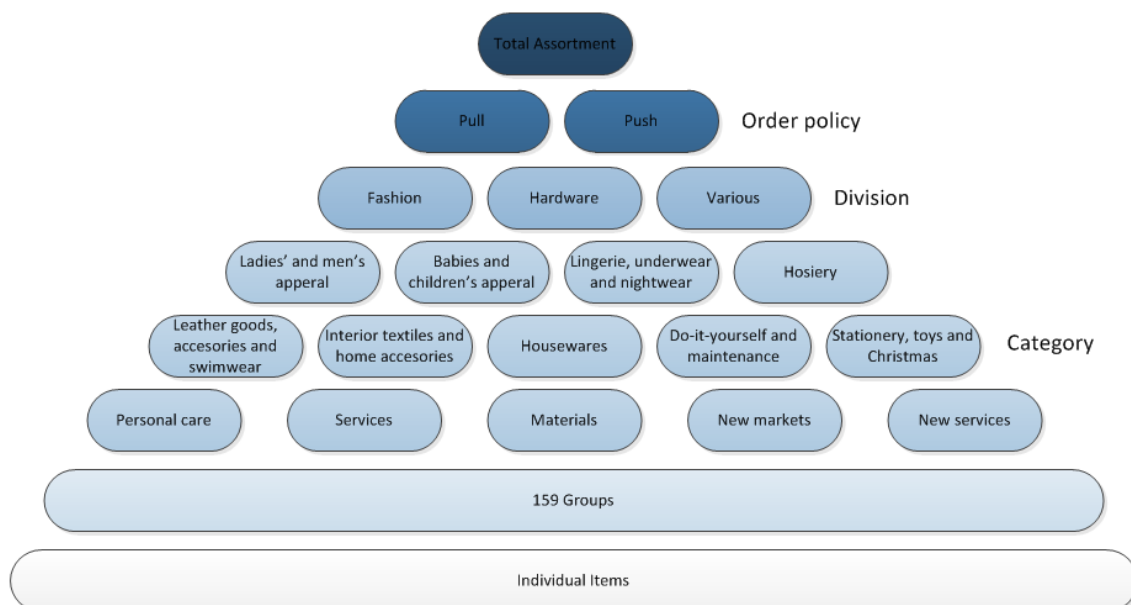 Total Assortment
Pull
Push
Order policy
Fashion
Hardware
Various
Division
Ladies' and men's
apperal
Babies and
children's apperal
Lingerie, underwear
and nightwear
Hosiery
Leather goods,
accesories and
swimwear
Interior textiles and
home accesories
Housewares
Do-it-yourself and
maintenance
Stationery, toys and
Christmas
Category
Personal care
Services
Materials
New markets
New services
159 Groups
Individual Items